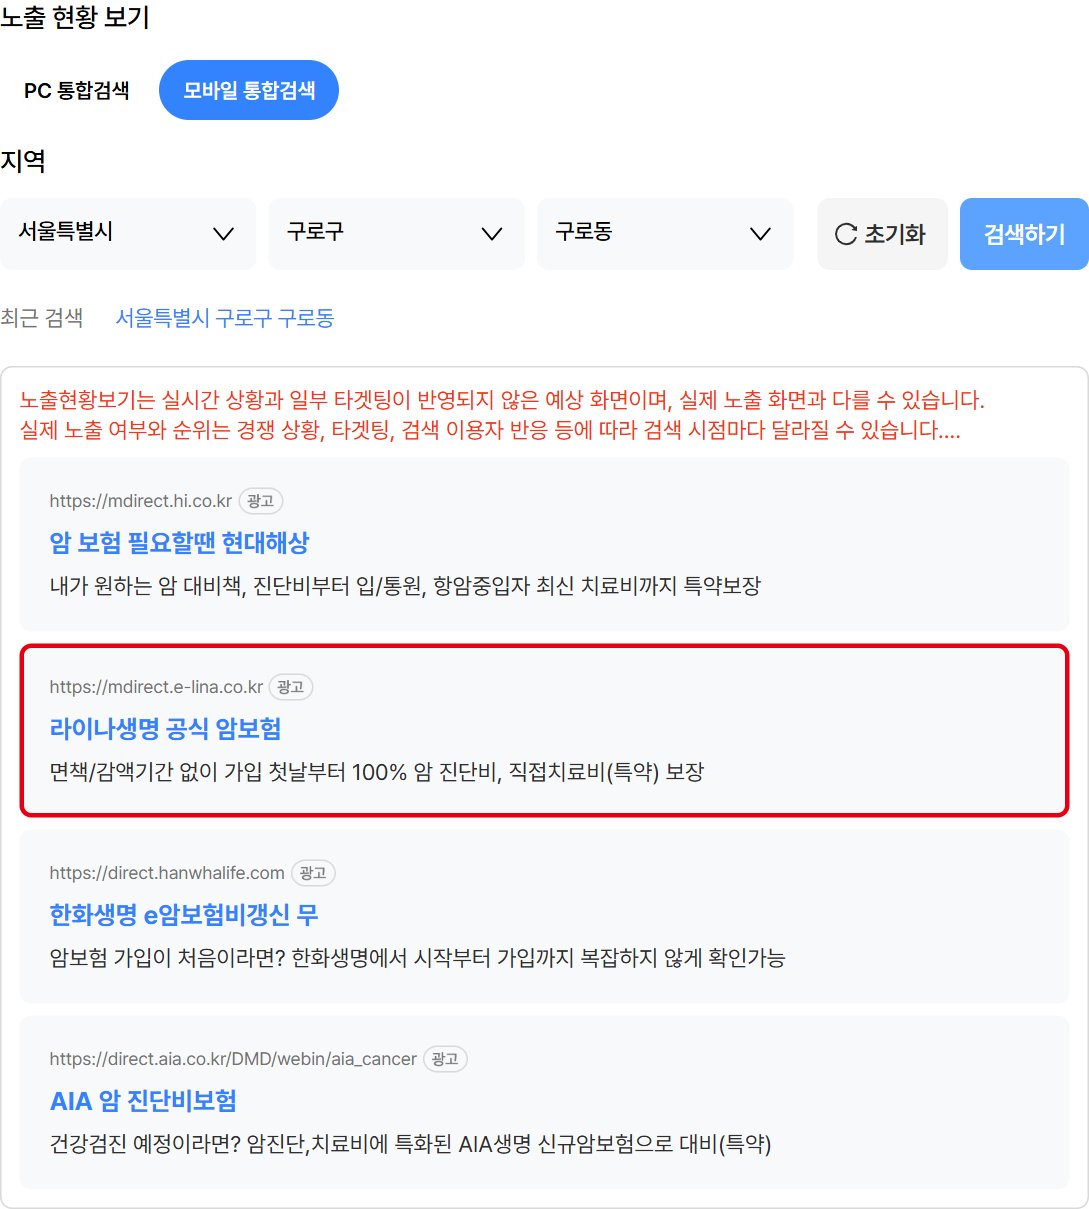 노출 현황 보기
PC 통합검색 모바일 통합검색
지역
서울특별시 구로구 구로동 초기화 검색하기
최근 검색 서울특별시 구로구 구로동
노출현황보기는 실시간 상황과 일부 타겟팅이 반영되지 않은 예상 화면이며, 실제 노출 화면과 다를 수 있습니다.
실제 노출 여부와 순위는 경쟁 상황, 타겟팅, 검색 이용자 반응 등에 따라 검색 시점마다 달라질 수 있습니다....
https://mdirect.hi.co.kr 광고
암 보험 필요할땐 현대해상
내가 원하는 암 대비책, 진단비부터 입/통원, 항암중입자 최신 치료비까지 특약보장
https://mdirect.e-lina.co.kr 광고
라이나생명 공식 암보험
면책/감액기간 없이 가입 첫날부터 100% 암 진단비, 직접치료비(특약) 보장
https://direct.hanwhalife.com 광고
한화생명 e암보험비갱신 무
암보험 가입이 처음이라면? 한화생명에서 시작부터 가입까지 복잡하지 않게 확인가능
https://direct.aia.co.kr/DMD/webin/aia_cancer 광고
AIA 암 진단비보험
건강검진 예정이라면? 암진단,치료비에 특화된 AIA생명 신규암보험으로 대비(특약)